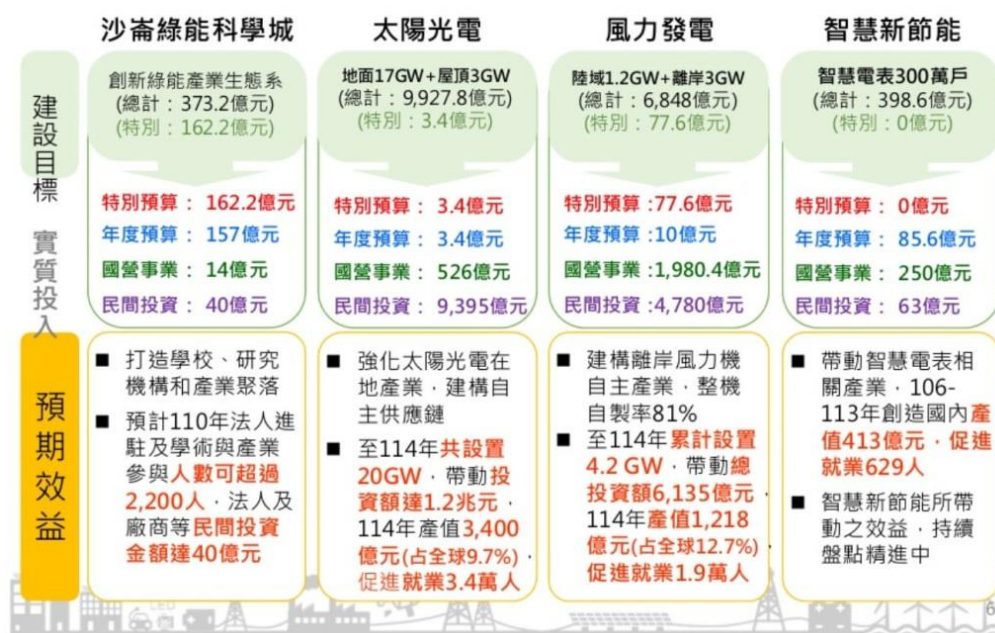 沙崙綠能科學城
太陽光電
風力發電
智慧新節能
建設目標
創新綠能產業生態系
(總計：373.2億元)
(特別：162.2億元)
地面17GW+屋頂3GW
(總計：9,927.8億元)
(特別：3.4億元)
陸域1.2GW+離岸3GW
(總計：6,848億元)
(特別：77.6億元)
智慧電表300萬戶
(總計：398.6億元)
(特別：0億元)
實質投入
特別預算：162.2億元
年度預算：157億元
國營事業：14億元
民間投資：40億元
特別預算：3.4億元
年度預算：3.4億元
國營事業：526億元
民間投資：9,395億元
特別預算:77.6億元
年度預算:10億元
國營事業:1,980.4億元
民間投資:4,780億元
特別預算：0億元
年度預算：85.6億元
國營事業：250億元
民間投資：63億元
預期效益
■ 打造學校、研究
機構和產業聚落
■ 預計110年法人進
駐及學術與產業
參與人數可超過
2,200人，法人及
廠商等民間投資
金額達40億元
■ 強化太陽光電在
地產業，建構自
主供應鏈
■ 至114年共設置
20GW，帶動投
資額達1.2兆元，
114年產值3,400
億元(占全球9.7%)，
促進就業3.4萬人
■ 建構離岸風力機
自主產業，整機
自製率81%
■ 至114年累計設置
4.2 GW，帶動總
投資額6,135億元，
114年產值1,218
億元(占全球12.7%)
促進就業1.9萬人
■ 帶動智慧電表相
關產業，106-
113年創造國內產
值413億元，促進
就業629人
■ 智慧新節能所帶
動之效益，持續
盤點精進中
LED
6